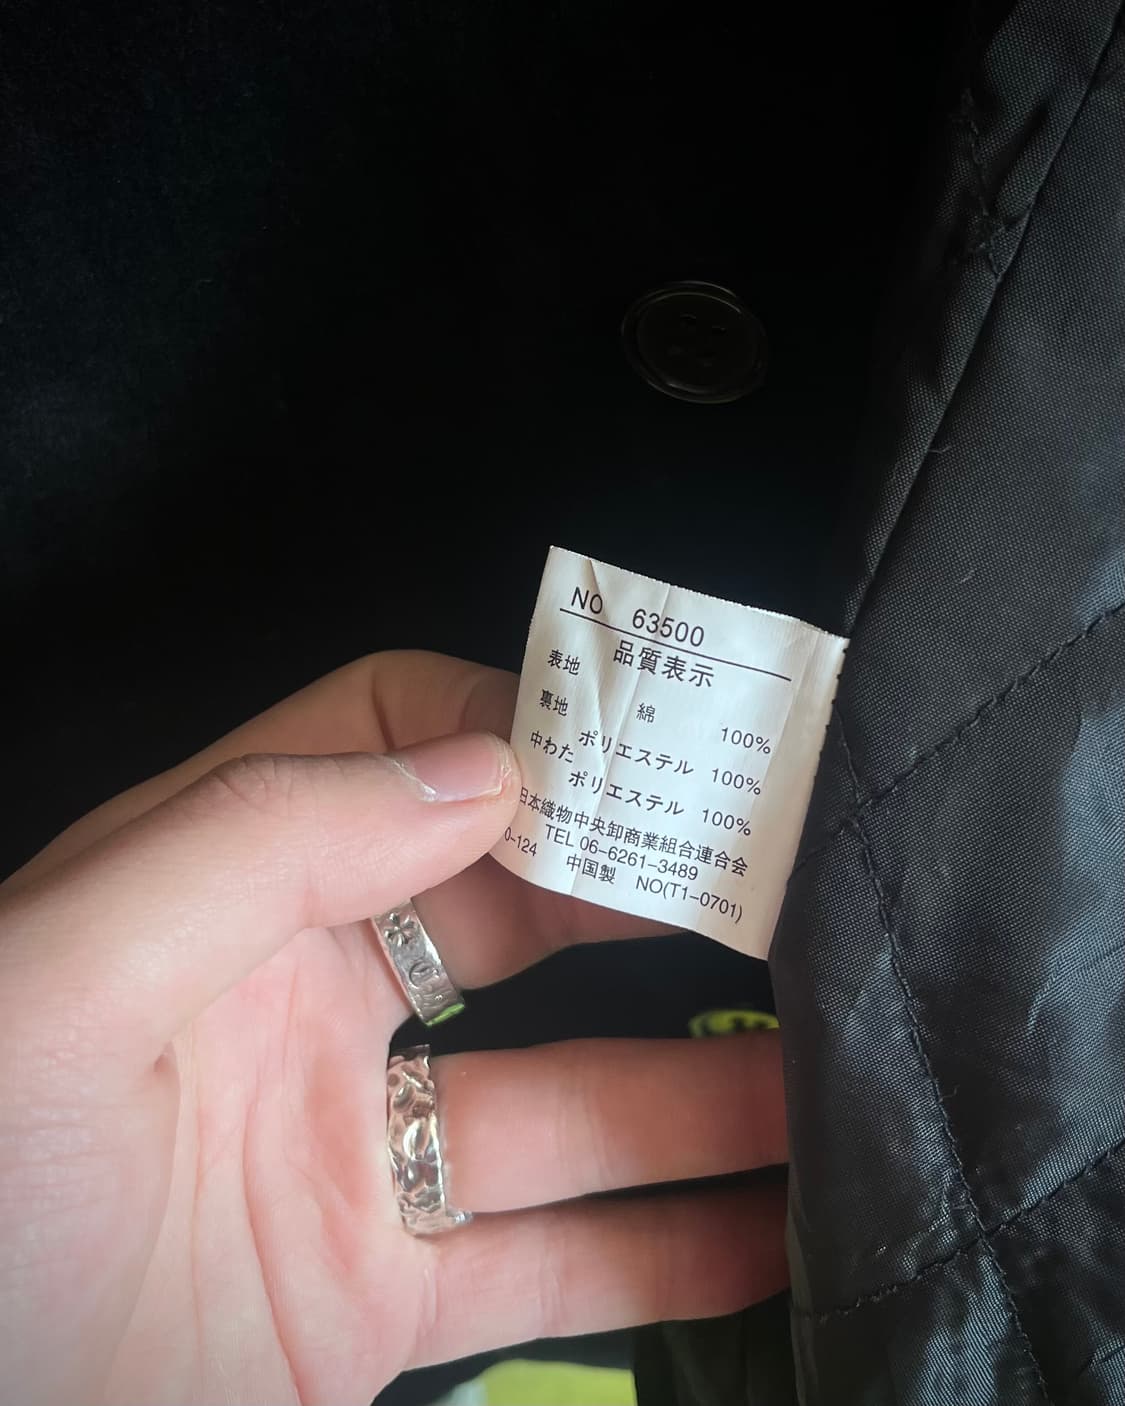 NO 63500
品質表示
表地 綿 100%
裏地 ポリエステル 100%
中わた ポリエステル 100%
日本織物中央卸商業組合連合会
0-124 TEL 06-6261-3489
中国製 NO(T1-0701)